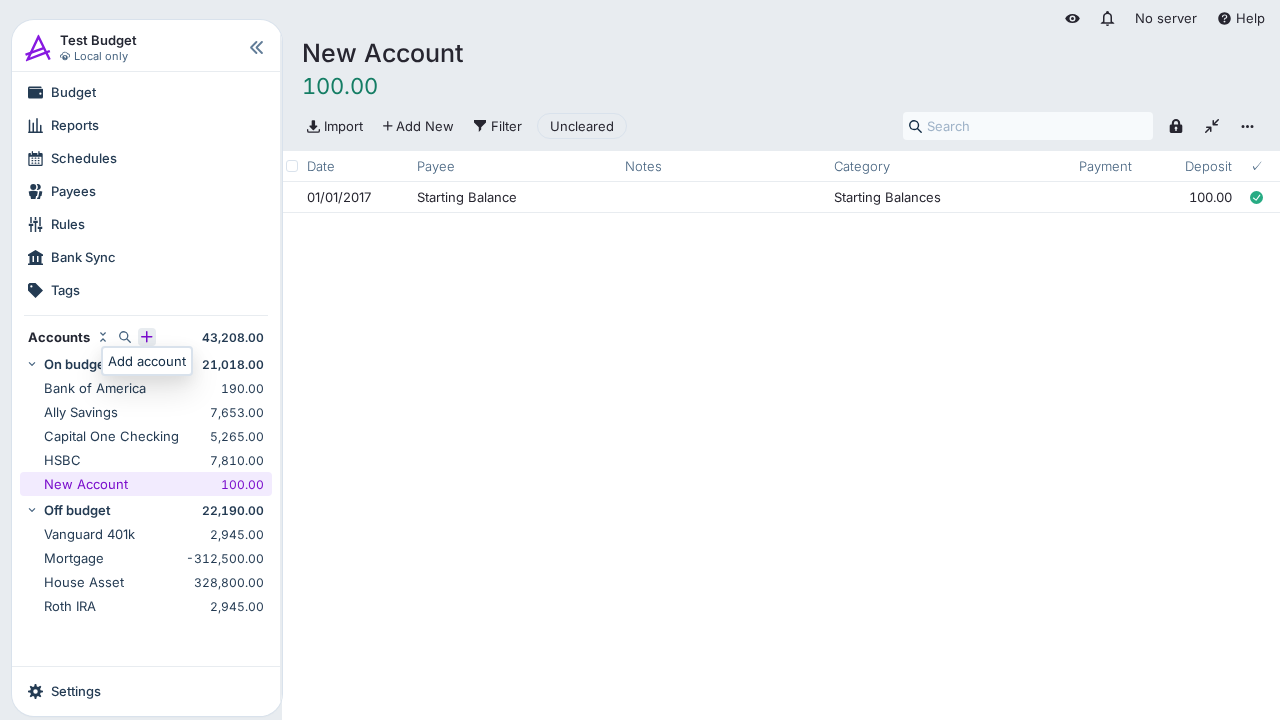 Test Budget
Local only
Budget
Reports
Schedules
Payees
Rules
Bank Sync
Tags
Accounts 43,208.00
Add account
On budge 21,018.00
Bank of America 190.00
Ally Savings 7,653.00
Capital One Checking 5,265.00
HSBC 7,810.00
New Account 100.00
Off budget 22,190.00
Vanguard 401k 2,945.00
Mortgage -312,500.00
House Asset 328,800.00
Roth IRA 2,945.00
Settings
No server Help
New Account
100.00
Import Add New Filter Uncleared Search
Date Payee Notes Category Payment Deposit ✓
01/01/2017 Starting Balance Starting Balances 100.00